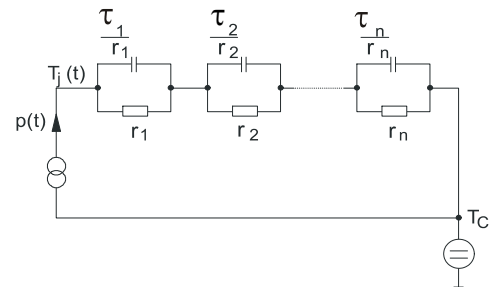 τ1 τ2 τn
r1 r2 rn
Tj (t)
p(t)
r1 r2 rn
TC